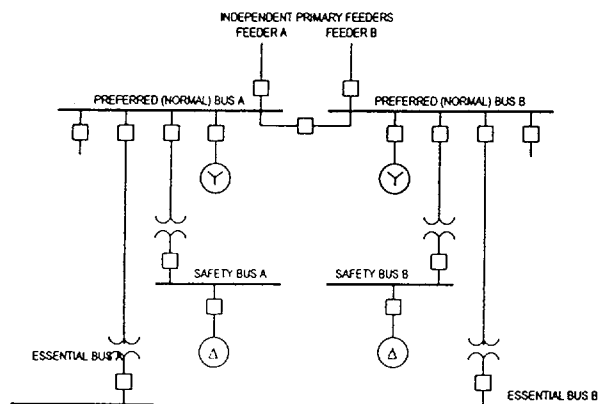 INDEPENDENT PRIMARY FEEDERS
FEEDER A FEEDER B
PREFERRED (NORMAL) BUS A PREFERRED (NORMAL) BUS B
Y Y
SAFETY BUS A SAFETY BUS B
Δ Δ
ESSENTIAL BUS A
ESSENTIAL BUS B